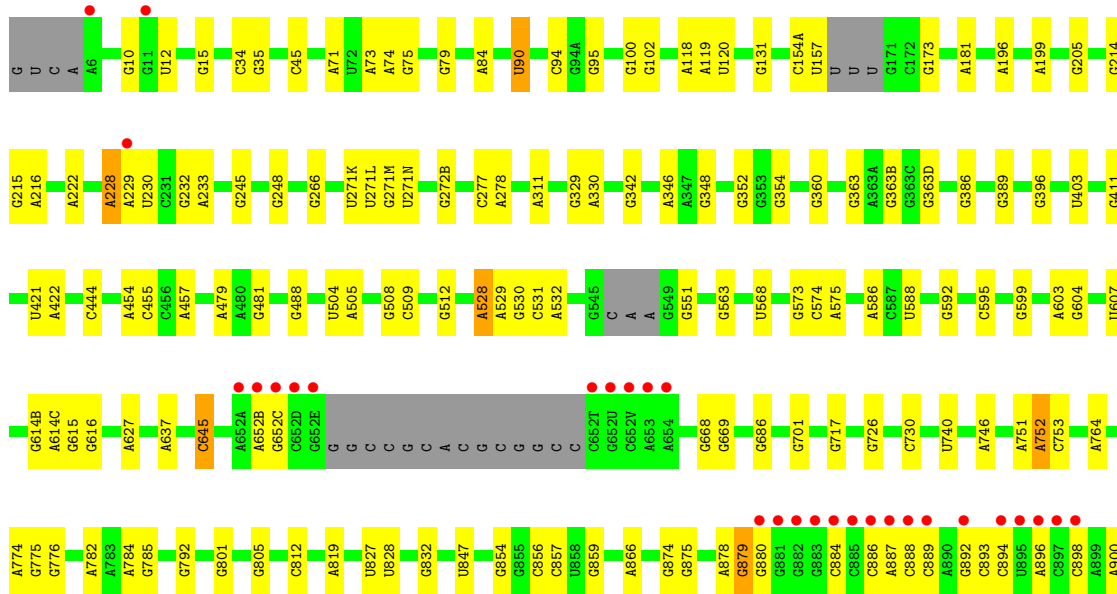 G U C A A6 G10 G11 U12 G15 C34 G35 C45 A71 U72 A73 A74 G75 G79 A84 U90 C94 G94A G95 G100 G102 A118 A119 U120 G131 C154A U157 U U U G171 C172 G173 A181 A196 A199 G205 G214
G215 A216 A222 A228 A229 U230 C231 G232 A233 G245 G248 G266 U271K U271L G271M U271N G272B C277 A278 A311 G329 A330 G342 A346 A347 G348 G352 G353 G354 G360 G363 A363A G363B G363C G363D G386 G389 G396 U403 G411
U421 A422 C444 A454 C455 C456 A457 A479 A480 G481 G488 U504 A505 G508 C509 G512 A528 A529 G530 C531 A532 G545 C A A G549 G551 G563 U568 G573 C574 A575 A586 C587 U588 G592 C595 G599 A603 G604 U607
G614B A614C G615 G616 A627 A637 C645 A652A A652B G652C C652D G652E G G C C G C A C G C G G C C C652T G652U C652V A653 A654 G668 G669 G686 G701 G717 G726 C730 U740 A746 A751 A752 C753 A764
A774 G775 G776 A782 A783 A784 G785 G792 G801 G805 C812 A819 U827 U828 G832 U847 G854 G855 C856 C857 U858 G859 A866 G874 G875 A878 G879 G880 G881 G882 G883 C884 C885 C886 A887 C888 C889 A890 G892 C893 C894 U895 A896 C897 C898 A899 A900